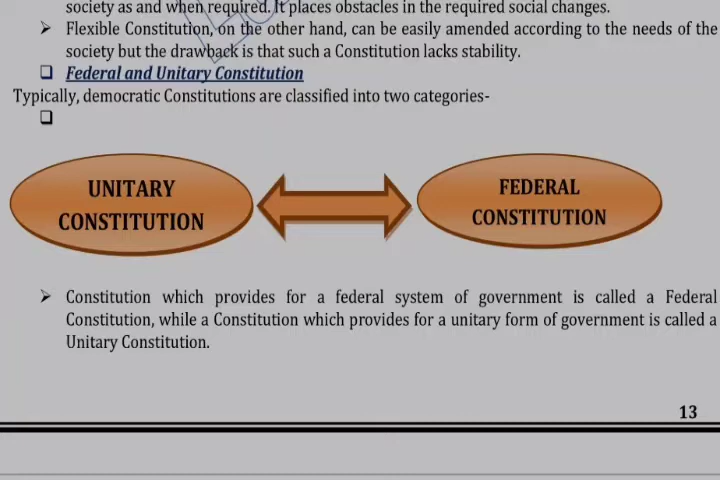 society as and when required. It places obstacles in the required social changes.
➢ Flexible Constitution, on the other hand, can be easily amended according to the needs of the
society but the drawback is that such a Constitution lacks stability.
❑ Federal and Unitary Constitution
Typically, democratic Constitutions are classified into two categories-
❑
UNITARY
CONSTITUTION
FEDERAL
CONSTITUTION
➢ Constitution which provides for a federal system of government is called a Federal
Constitution, while a Constitution which provides for a unitary form of government is called a
Unitary Constitution.
13